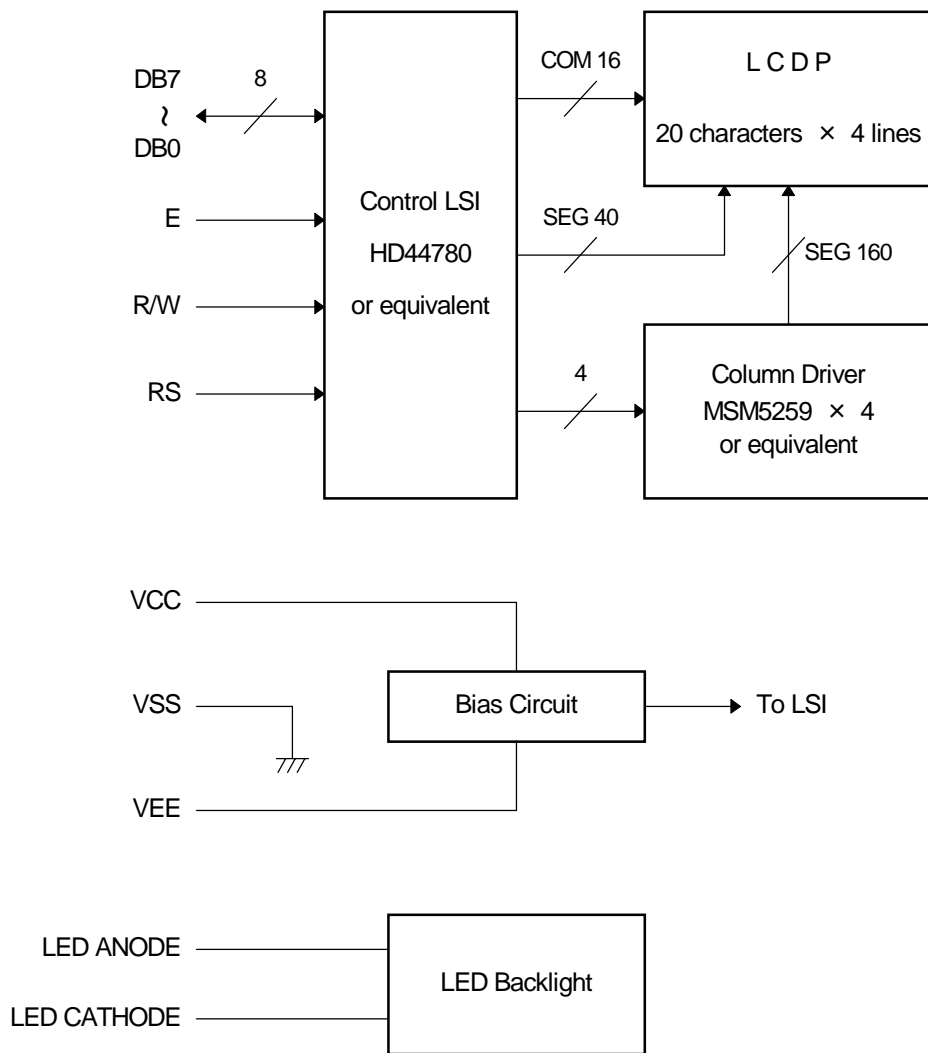 DB7
~
DB0
8
E
R/W
RS
Control LSI
HD44780
or equivalent
COM 16
L C D P
20 characters × 4 lines
SEG 40
SEG 160
4
Column Driver
MSM5259 × 4
or equivalent
VCC
VSS
VEE
Bias Circuit
To LSI
LED ANODE
LED CATHODE
LED Backlight